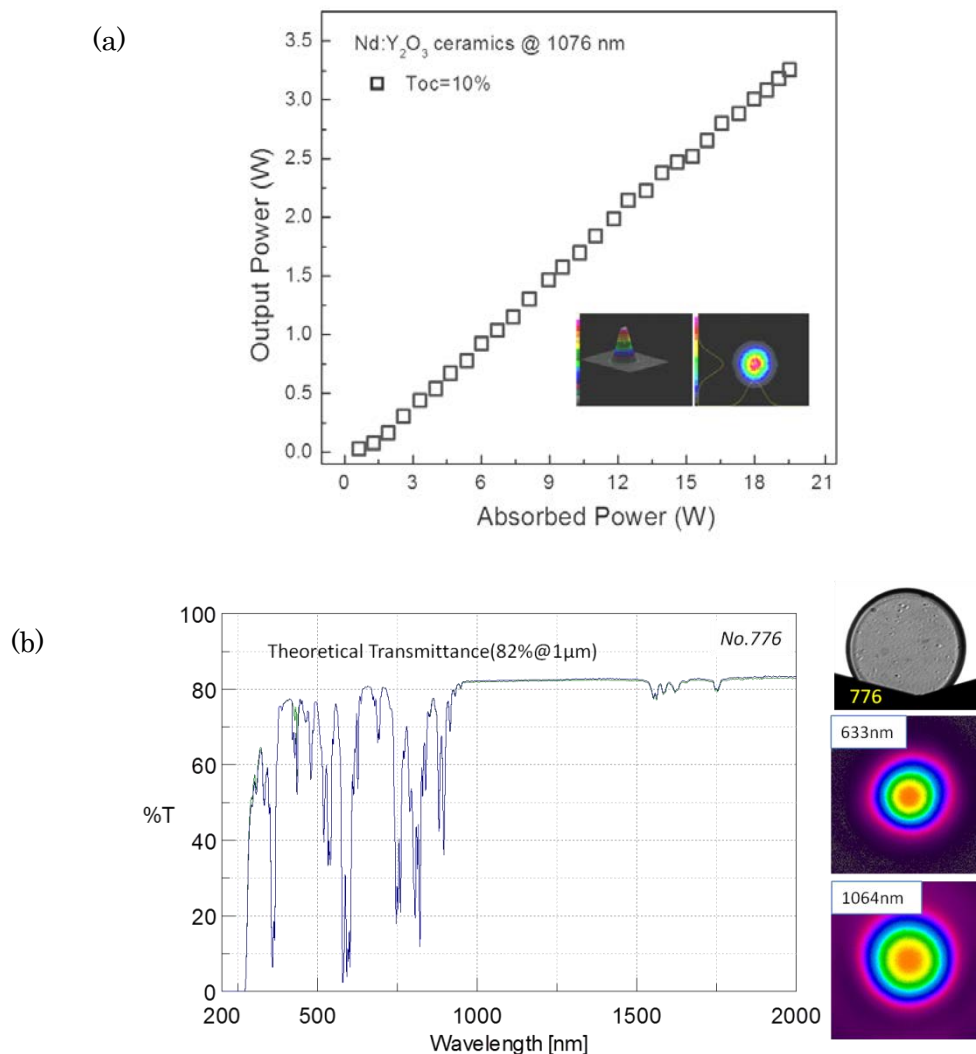 (a)
Nd:Y₂O₃ ceramics @ 1076 nm
Toc=10%
3.5
3.0
2.5
2.0
1.5
1.0
0.5
0.0
Output Power (W)
0 3 6 9 12 15 18 21
Absorbed Power (W)
(b)
Theoretical Transmittance(82%@1μm)
No.776
100
80
60
40
20
0
%T
200 500 1000 1500 2000
Wavelength [nm]
776
633nm
1064nm